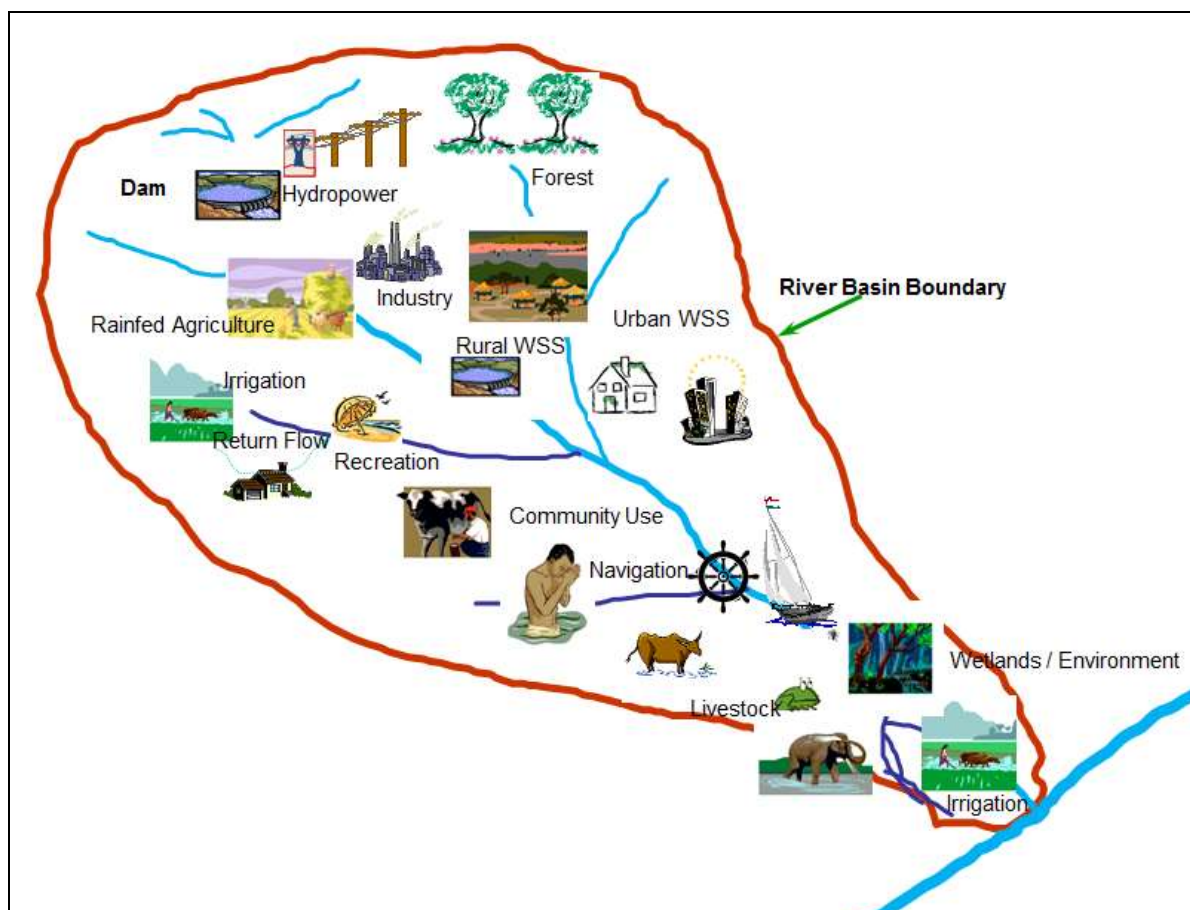 Forest
Dam
Hydropower
River Basin Boundary
Industry
Urban WSS
Rainfed Agriculture
Rural WSS
Irrigation
Return Flow
Recreation
Community Use
Navigation
Wetlands / Environment
Livestock
Irrigation